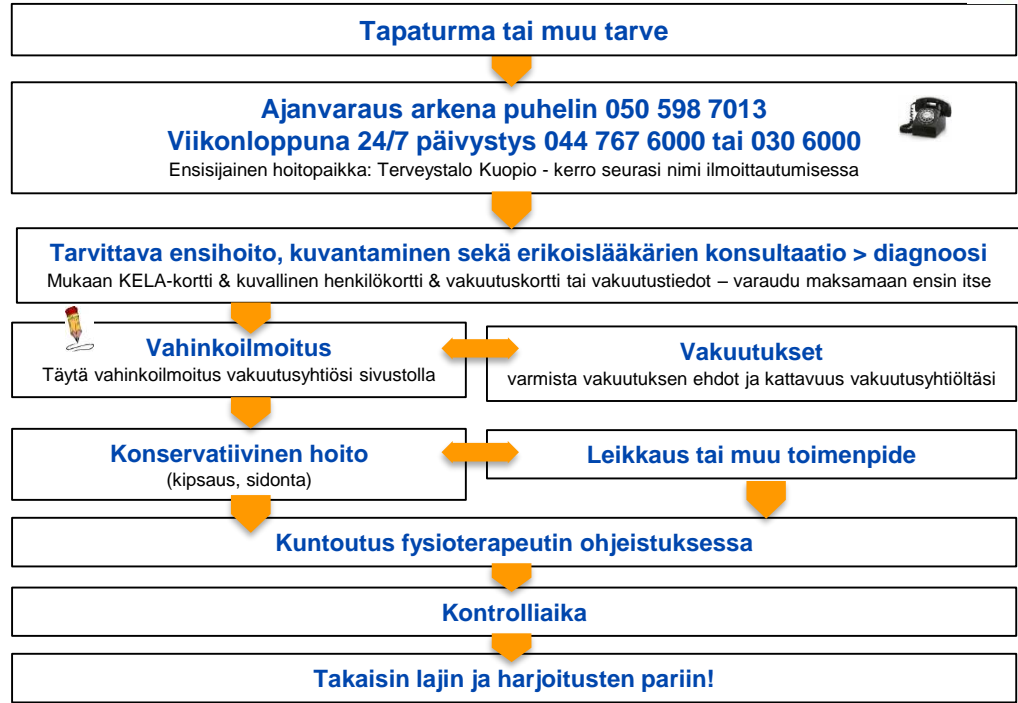 Tapaturma tai muu tarve
Ajanvaraus arkena puhelin 050 598 7013
Viikonloppuna 24/7 päivystys 044 767 6000 tai 030 6000
Ensisijainen hoitopaikka: Terveystalo Kuopio - kerro seurasi nimi ilmoittautumisessa
Tarvittava ensihoito, kuvantaminen sekä erikoislääkärien konsultaatio > diagnoosi
Mukaan KELA-kortti & kuvallinen henkilökortti & vakuutuskortti tai vakuutustiedot – varaudu maksamaan ensin itse
Vahinkoilmoitus
Täytä vahinkoilmoitus vakuutusyhtiösi sivustolla
Vakuutukset
varmista vakuutuksen ehdot ja kattavuus vakuutusyhtiöltäsi
Konservatiivinen hoito
(kipsaus, sidonta)
Leikkaus tai muu toimenpide
Kuntoutus fysioterapeutin ohjeistuksessa
Kontrolliaika
Takaisin lajin ja harjoitusten pariin!